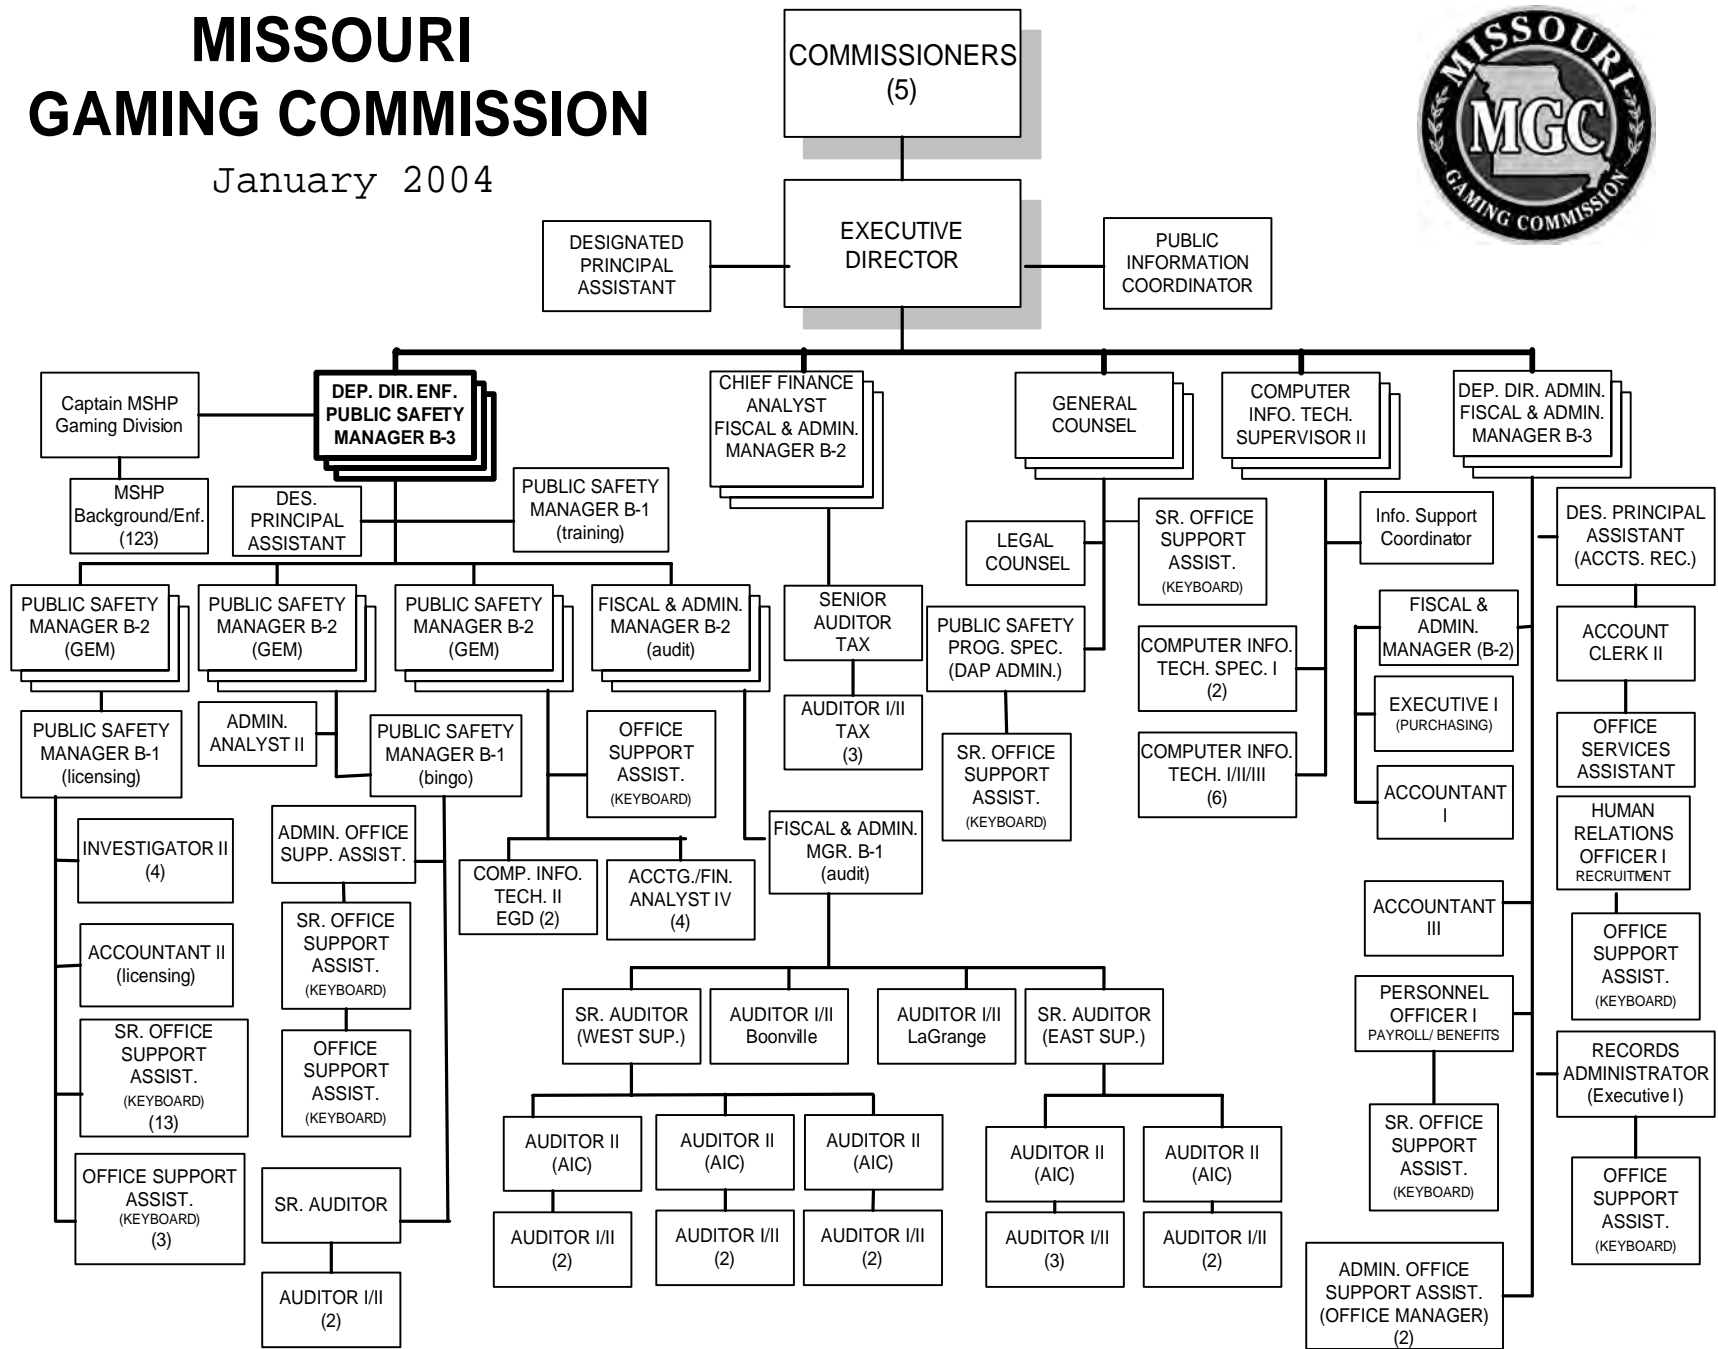 MISSOURI
GAMING COMMISSION
January 2004
COMMISSIONERS
(5)
MISSOURI
MGC
GAMING COMMISSION
DESIGNATED
PRINCIPAL
ASSISTANT
EXECUTIVE
DIRECTOR
PUBLIC
INFORMATION
COORDINATOR
Captain MSHP
Gaming Division
DEP. DIR. ENF.
PUBLIC SAFETY
MANAGER B-3
CHIEF FINANCE
ANALYST
FISCAL & ADMIN.
MANAGER B-2
GENERAL
COUNSEL
COMPUTER
INFO. TECH.
SUPERVISOR II
DEP. DIR. ADMIN.
FISCAL & ADMIN.
MANAGER B-3
MSHP
Background/Enf.
(123)
DES.
PRINCIPAL
ASSISTANT
PUBLIC SAFETY
MANAGER B-1
(training)
LEGAL
COUNSEL
SR. OFFICE
SUPPORT
ASSIST.
(KEYBOARD)
Info. Support
Coordinator
DES. PRINCIPAL
ASSISTANT
(ACCTS. REC.)
PUBLIC SAFETY
MANAGER B-2
(GEM)
PUBLIC SAFETY
MANAGER B-2
(GEM)
PUBLIC SAFETY
MANAGER B-2
(GEM)
FISCAL & ADMIN.
MANAGER B-2
(audit)
SENIOR
AUDITOR
TAX
PUBLIC SAFETY
PROG. SPEC.
(DAP ADMIN.)
COMPUTER INFO.
TECH. SPEC. I
(2)
FISCAL &
ADMIN.
MANAGER (B-2)
ACCOUNT
CLERK II
PUBLIC SAFETY
MANAGER B-1
(licensing)
ADMIN.
ANALYST II
PUBLIC SAFETY
MANAGER B-1
(bingo)
OFFICE
SUPPORT
ASSIST.
(KEYBOARD)
AUDITOR I/II
TAX
(3)
SR. OFFICE
SUPPORT
ASSIST.
(KEYBOARD)
COMPUTER INFO.
TECH. I/II/III
(6)
EXECUTIVE I
(PURCHASING)
OFFICE
SERVICES
ASSISTANT
ACCOUNTANT
I
INVESTIGATOR II
(4)
ADMIN. OFFICE
SUPP. ASSIST.
COMP. INFO.
TECH. II
EGD (2)
ACCTG./FIN.
ANALYST IV
(4)
FISCAL & ADMIN.
MGR. B-1
(audit)
HUMAN
RELATIONS
OFFICER I
RECRUITMENT
ACCOUNTANT II
(licensing)
SR. OFFICE
SUPPORT
ASSIST.
(KEYBOARD)
ACCOUNTANT
III
OFFICE
SUPPORT
ASSIST.
(KEYBOARD)
SR. OFFICE
SUPPORT
ASSIST.
(KEYBOARD)
(13)
OFFICE
SUPPORT
ASSIST.
(KEYBOARD)
SR. AUDITOR
(WEST SUP.)
AUDITOR I/II
Boonville
AUDITOR I/II
LaGrange
SR. AUDITOR
(EAST SUP.)
PERSONNEL
OFFICER I
PAYROLL/ BENEFITS
RECORDS
ADMINISTRATOR
(Executive I)
OFFICE SUPPORT
ASSIST.
(KEYBOARD)
(3)
SR. AUDITOR
AUDITOR II
(AIC)
AUDITOR II
(AIC)
AUDITOR II
(AIC)
AUDITOR II
(AIC)
AUDITOR II
(AIC)
SR. OFFICE
SUPPORT
ASSIST.
(KEYBOARD)
OFFICE
SUPPORT
ASSIST.
(KEYBOARD)
AUDITOR I/II
(2)
AUDITOR I/II
(2)
AUDITOR I/II
(2)
AUDITOR I/II
(2)
AUDITOR I/II
(3)
AUDITOR I/II
(2)
ADMIN. OFFICE
SUPPORT ASSIST.
(OFFICE MANAGER)
(2)